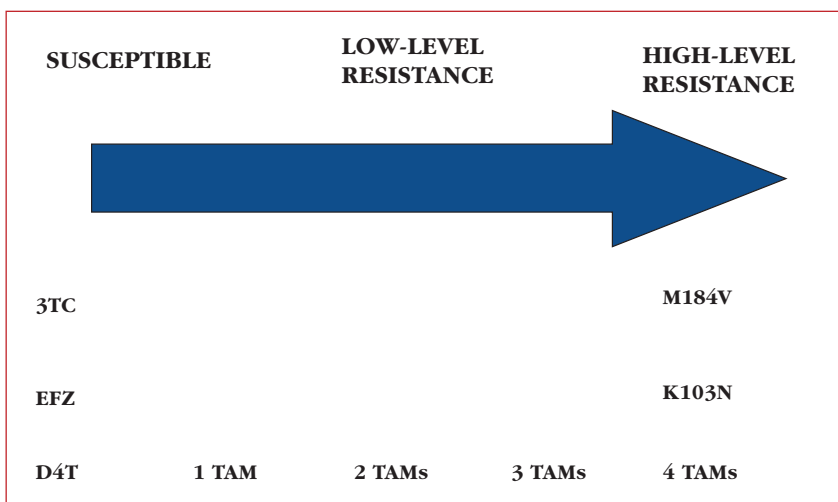 SUSCEPTIBLE
LOW-LEVEL
RESISTANCE
HIGH-LEVEL
RESISTANCE
3TC
M184V
EFZ
K103N
D4T 1 TAM 2 TAMs 3 TAMs 4 TAMs